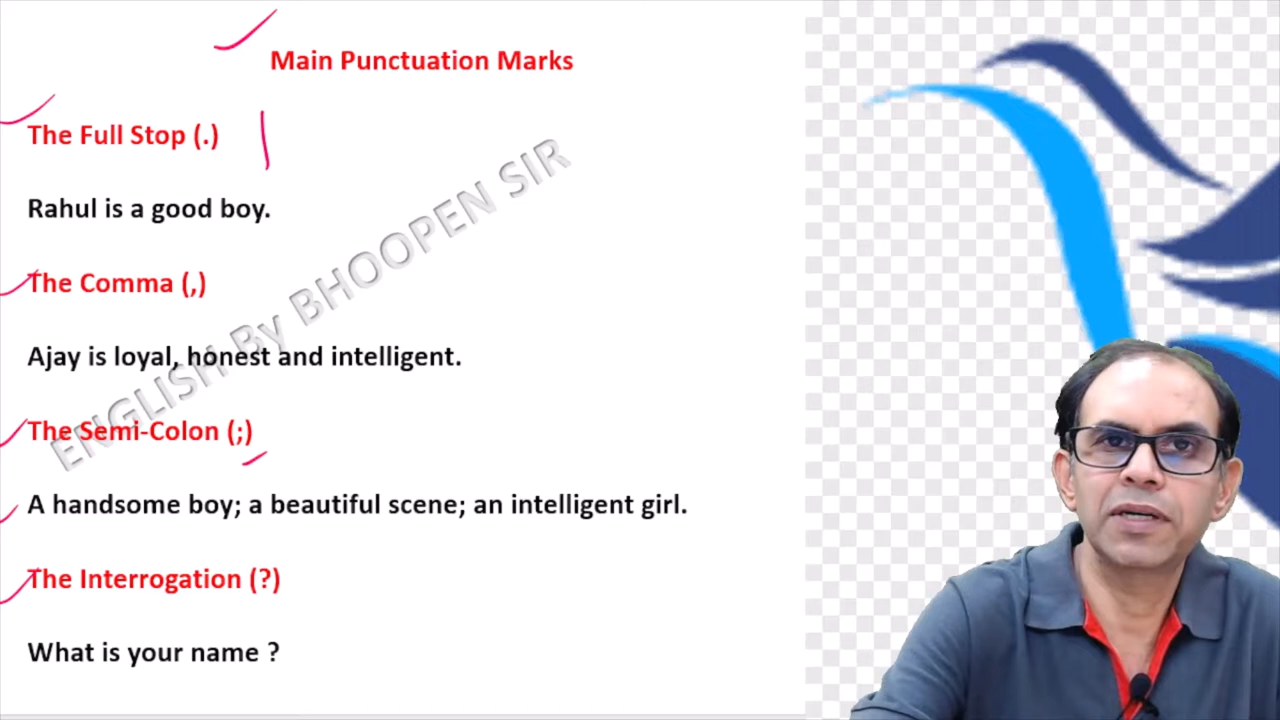 Main Punctuation Marks
The Full Stop (.)
Rahul is a good boy.
The Comma (,)
Ajay is loyal, honest and intelligent.
The Semi-Colon (;)
A handsome boy; a beautiful scene; an intelligent girl.
The Interrogation (?)
What is your name ?
ENGLISH By BHOOPEN SIR